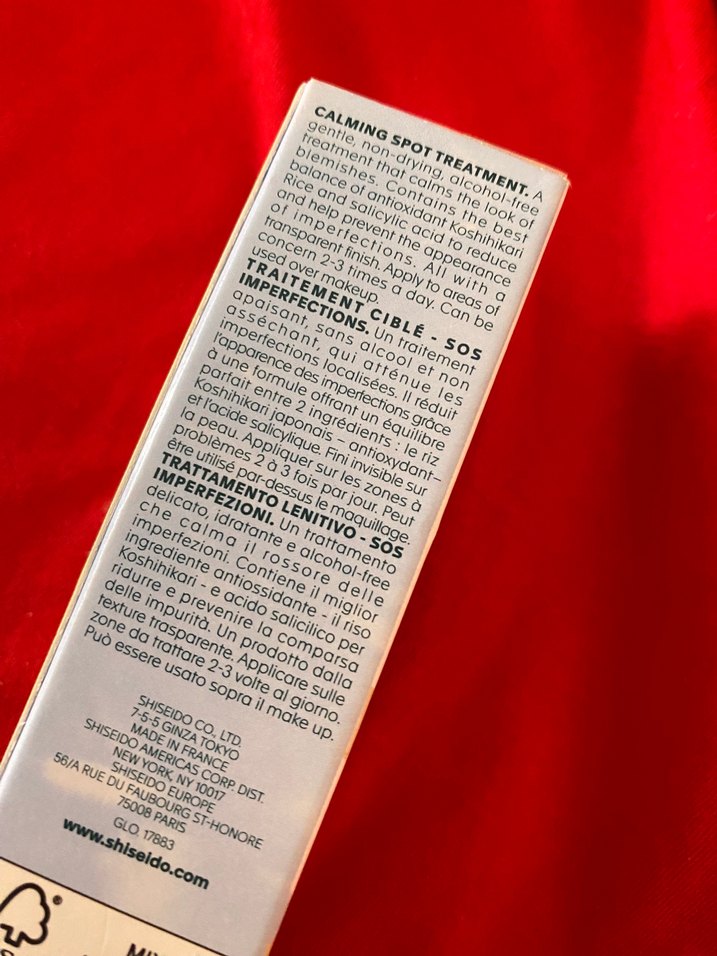 CALMING SPOT TREATMENT. A
gentle, non-drying, alcohol-free
treatment that calms the look of
blemishes. Contains the best
balance of antioxidant Koshihikari
Rice and Salicylic acid to reduce
and help prevent the appearance
of imperfections. All with a
transparent finish. Apply to areas of
concern 2-3 times a day. Can be
used over makeup.
TRAITEMENT CIBLÉ - SOS
IMPERFECTIONS. Un traitement
apaisant, sans alcool et non
asséchant, qui atténue les
imperfections localisées. Il réduit
l'apparence des imperfections grâce
à une formule offrant un équilibre
parfait entre 2 ingrédients : le riz
Koshihikari japonais – antioxydant–
et l'acide salicylique. Fini invisible sur
la peau. Appliquer sur les zones à
problèmes 2 à 3 fois par jour. Peut
être utilisé par-dessus le maquillage.
TRATTAMENTO LENITIVO - SOS
IMPERFEZIONI. Un trattamento
delicato, idratante e alcohol-free
che calma il rossore delle
imperfezioni. Contiene il miglior
ingrediente antiossidante - il riso
Koshihikari - e acido salicilico per
ridurre e prevenire la comparsa
delle impurità. Un prodotto dalla
texture trasparente. Applicare sulle
zone da trattare 2-3 volte al giorno.
Può essere usato sopra il make up.
SHISEIDO CO., LTD.
7-5-5 GINZA TOKYO
MADE IN FRANCE
SHISEIDO AMERICAS CORP. DIST.
NEW YORK, NY 10017
SHISEIDO EUROPE
56/A RUE DU FAUBOURG ST-HONORE
75008 PARIS
GLO. 17883
www.shiseido.com
®